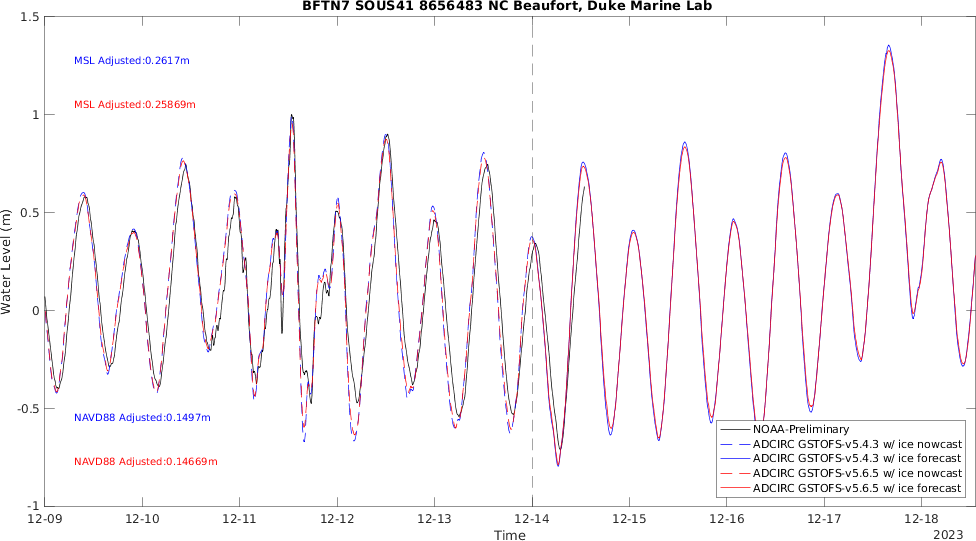 BFTN7 SOUS41 8656483 NC Beaufort, Duke Marine Lab
1.5
1
0.5
0
-0.5
-1
Water Level (m)
MSL Adjusted:0.2617m
MSL Adjusted:0.25869m
NAVD88 Adjusted:0.1497m
NAVD88 Adjusted:0.14669m
NOAA-Preliminary
ADCIRC GSTOFS-v5.4.3 w/ ice nowcast
ADCIRC GSTOFS-v5.4.3 w/ ice forecast
ADCIRC GSTOFS-v5.6.5 w/ ice nowcast
ADCIRC GSTOFS-v5.6.5 w/ ice forecast
12-09 12-10 12-11 12-12 12-13 12-14 12-15 12-16 12-17 12-18
Time
2023